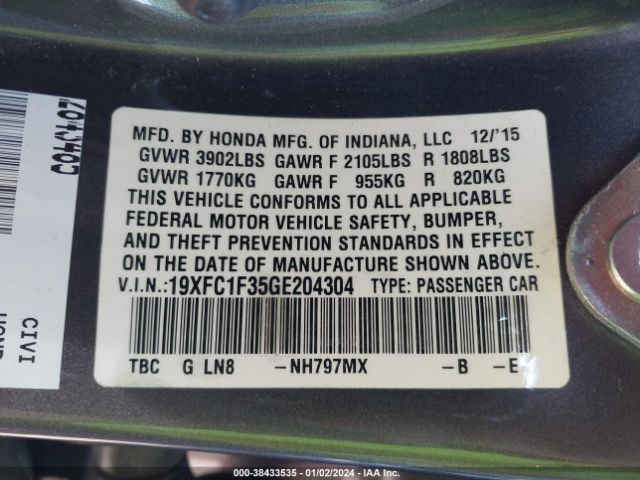 MFD. BY HONDA MFG. OF INDIANA, LLC 12/'15
GVWR 3902LBS GAWR F 2105LBS R 1808LBS
GVWR 1770KG GAWR F 955KG R 820KG
THIS VEHICLE CONFORMS TO ALL APPLICABLE
FEDERAL MOTOR VEHICLE SAFETY, BUMPER,
AND THEFT PREVENTION STANDARDS IN EFFECT
ON THE DATE OF MANUFACTURE SHOWN ABOVE.
V.I.N.:19XFC1F35GE204304 TYPE: PASSENGER CAR
TBC G LN8 -NH797MX -B -E
CIVI
000-38433535 - 01/02/2024 - IAA Inc.